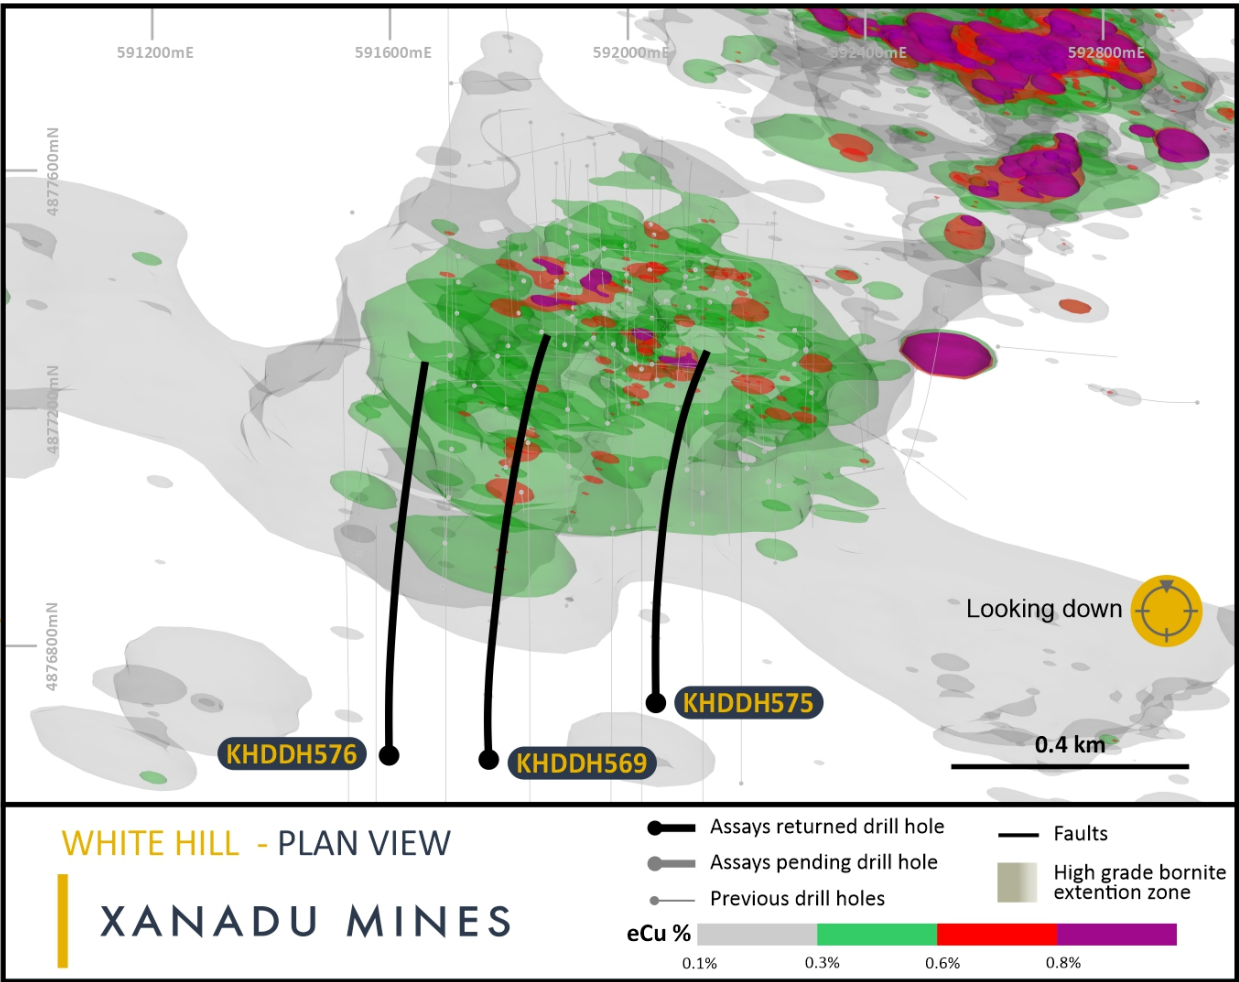 591200mE
591600mE
592000mE
592400mE
592800mE
4877600mN
4877200mN
4876800mN
Looking down
KHDDH575
KHDDH576
KHDDH569
0.4 km
WHITE HILL - PLAN VIEW
XANADU MINES
Assays returned drill hole
Assays pending drill hole
Previous drill holes
Faults
High grade bornite
extention zone
eCu %
0.1%
0.3%
0.6%
0.8%